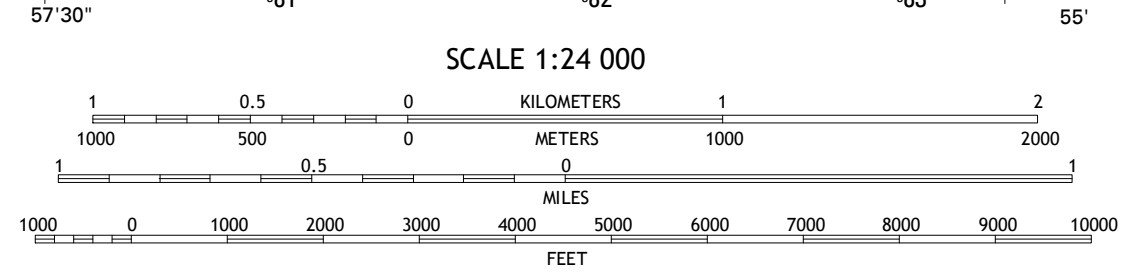 57'30" 55'
SCALE 1:24 000
1 0.5 0 KILOMETERS 1 2
1000 500 0 METERS 1000 2000
1 0.5 0 1
MILES
1000 0 1000 2000 3000 4000 5000 6000 7000 8000 9000 10000
FEET